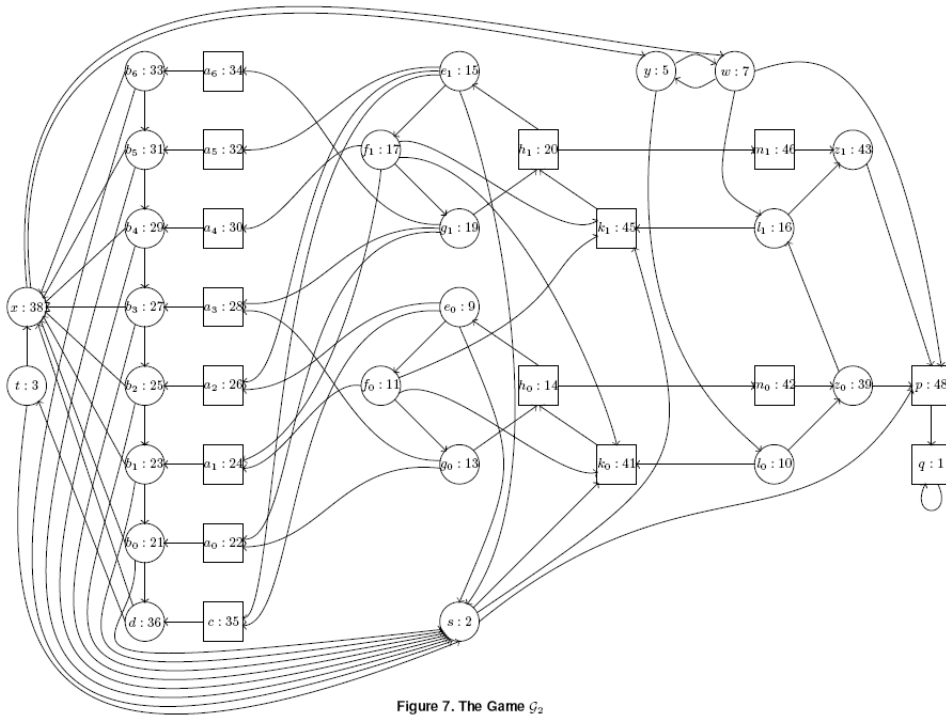 b₆ : 33 a₆ : 34 e₁ : 15 y : 5 w : 7
b₅ : 31 a₅ : 32 f₁ : 17 h₁ : 20 m₁ : 46 z₁ : 43
b₄ : 29 a₄ : 30 g₁ : 19 k₁ : 45 l₁ : 16
x : 38 b₃ : 27 a₃ : 28 e₀ : 9
t : 3 b₂ : 25 a₂ : 26 f₀ : 11 h₀ : 14 m₀ : 42 z₀ : 39 p : 48
b₁ : 23 a₁ : 24 g₀ : 13 k₀ : 41 l₀ : 10 q : 1
b₀ : 21 a₀ : 22
d : 36 c : 35 s : 2
Figure 7. The Game 𝒢₂